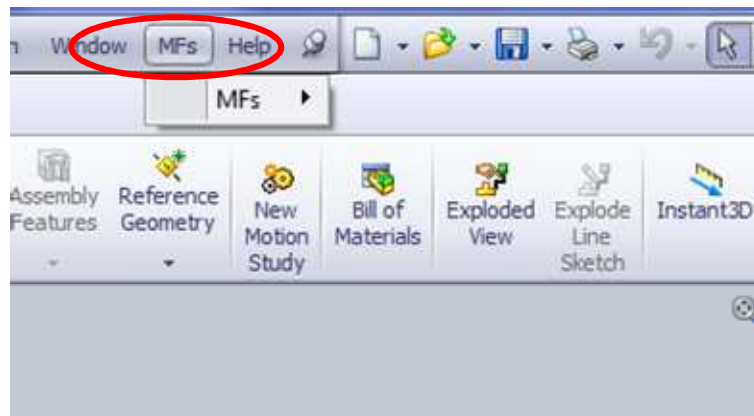 Window MFs Help
MFs
Assembly Features
Reference Geometry
New Motion Study
Bill of Materials
Exploded View
Explode Line Sketch
Instant3D